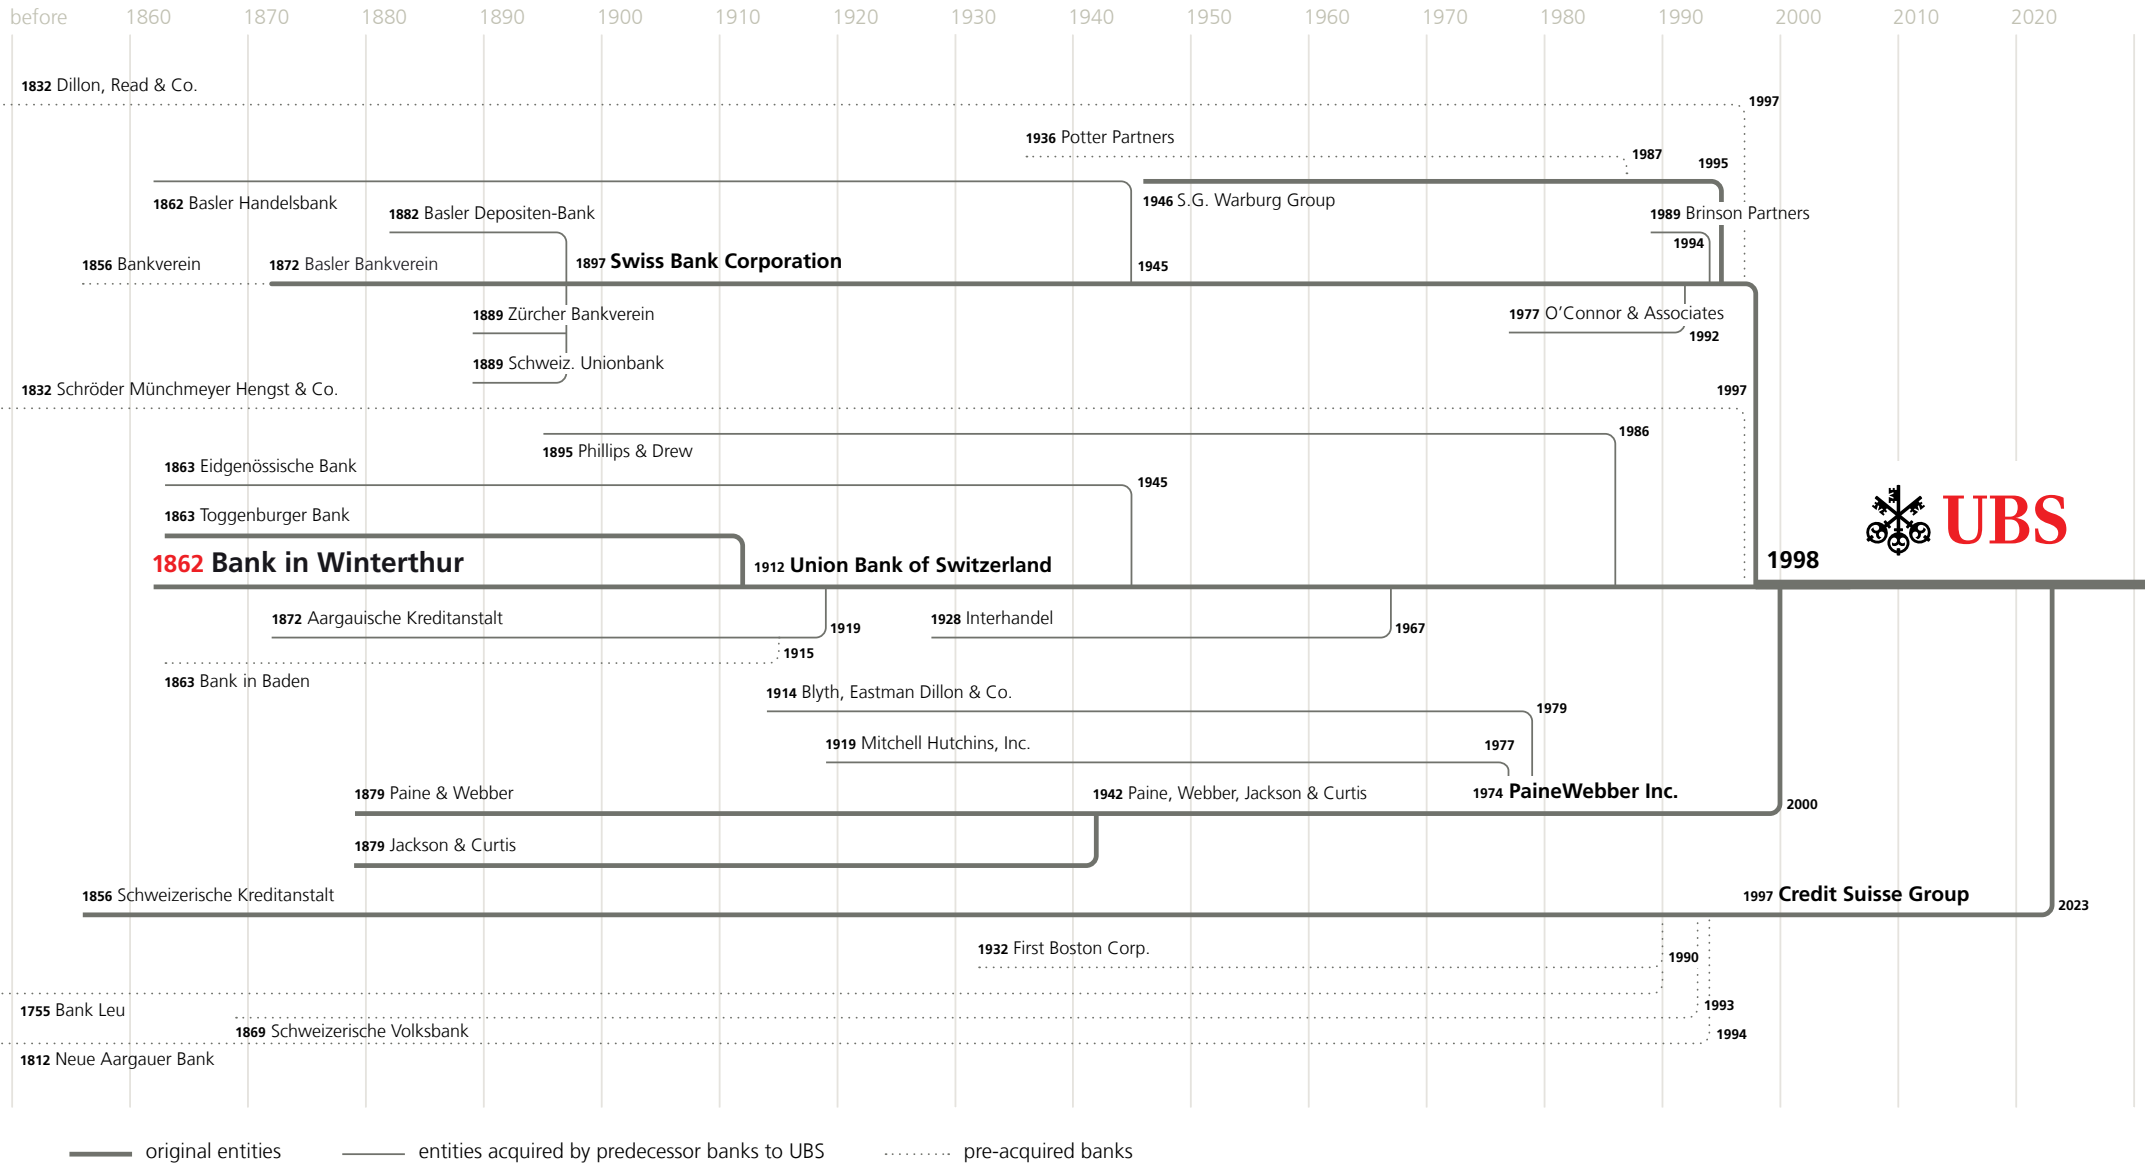 before 1860 1870 1880 1890 1900 1910 1920 1930 1940 1950 1960 1970 1980 1990 2000 2010 2020
1832 Dillon, Read & Co.
1997
1936 Potter Partners
1987
1995
1862 Basler Handelsbank
1946 S.G. Warburg Group
1882 Basler Depositen-Bank
1989 Brinson Partners
1994
1856 Bankverein
1872 Basler Bankverein
1897 Swiss Bank Corporation
1945
1889 Zürcher Bankverein
1977 O’Connor & Associates
1992
1889 Schweiz. Unionbank
1832 Schröder Münchmeyer Hengst & Co.
1997
1986
1895 Phillips & Drew
1863 Eidgenössische Bank
1945
1863 Toggenburger Bank
UBS
1862 Bank in Winterthur
1912 Union Bank of Switzerland
1998
1872 Aargauische Kreditanstalt
1919
1928 Interhandel
1967
1915
1863 Bank in Baden
1914 Blyth, Eastman Dillon & Co.
1979
1919 Mitchell Hutchins, Inc.
1977
1879 Paine & Webber
1942 Paine, Webber, Jackson & Curtis
1974 PaineWebber Inc.
2000
1879 Jackson & Curtis
1856 Schweizerische Kreditanstalt
1997 Credit Suisse Group
2023
1932 First Boston Corp.
1990
1755 Bank Leu
1993
1869 Schweizerische Volksbank
1994
1812 Neue Aargauer Bank
original entities
entities acquired by predecessor banks to UBS
pre-acquired banks